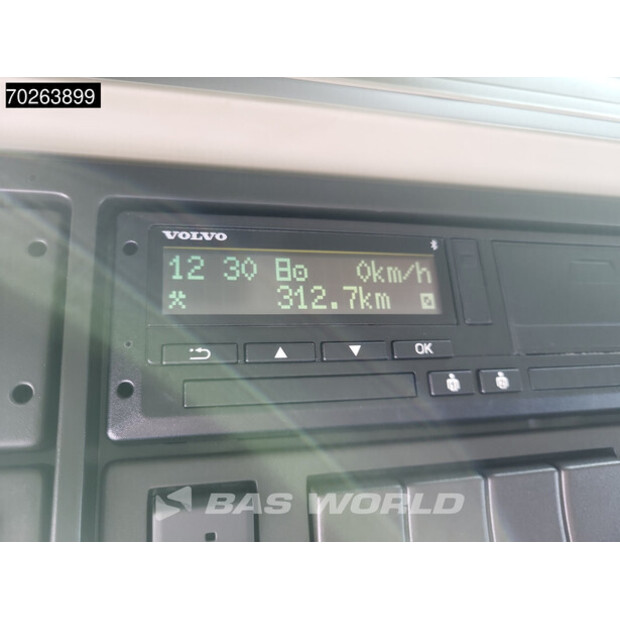 70263899
VOLVO
12 30 0km/h
312.7km
OK
BAS WORLD